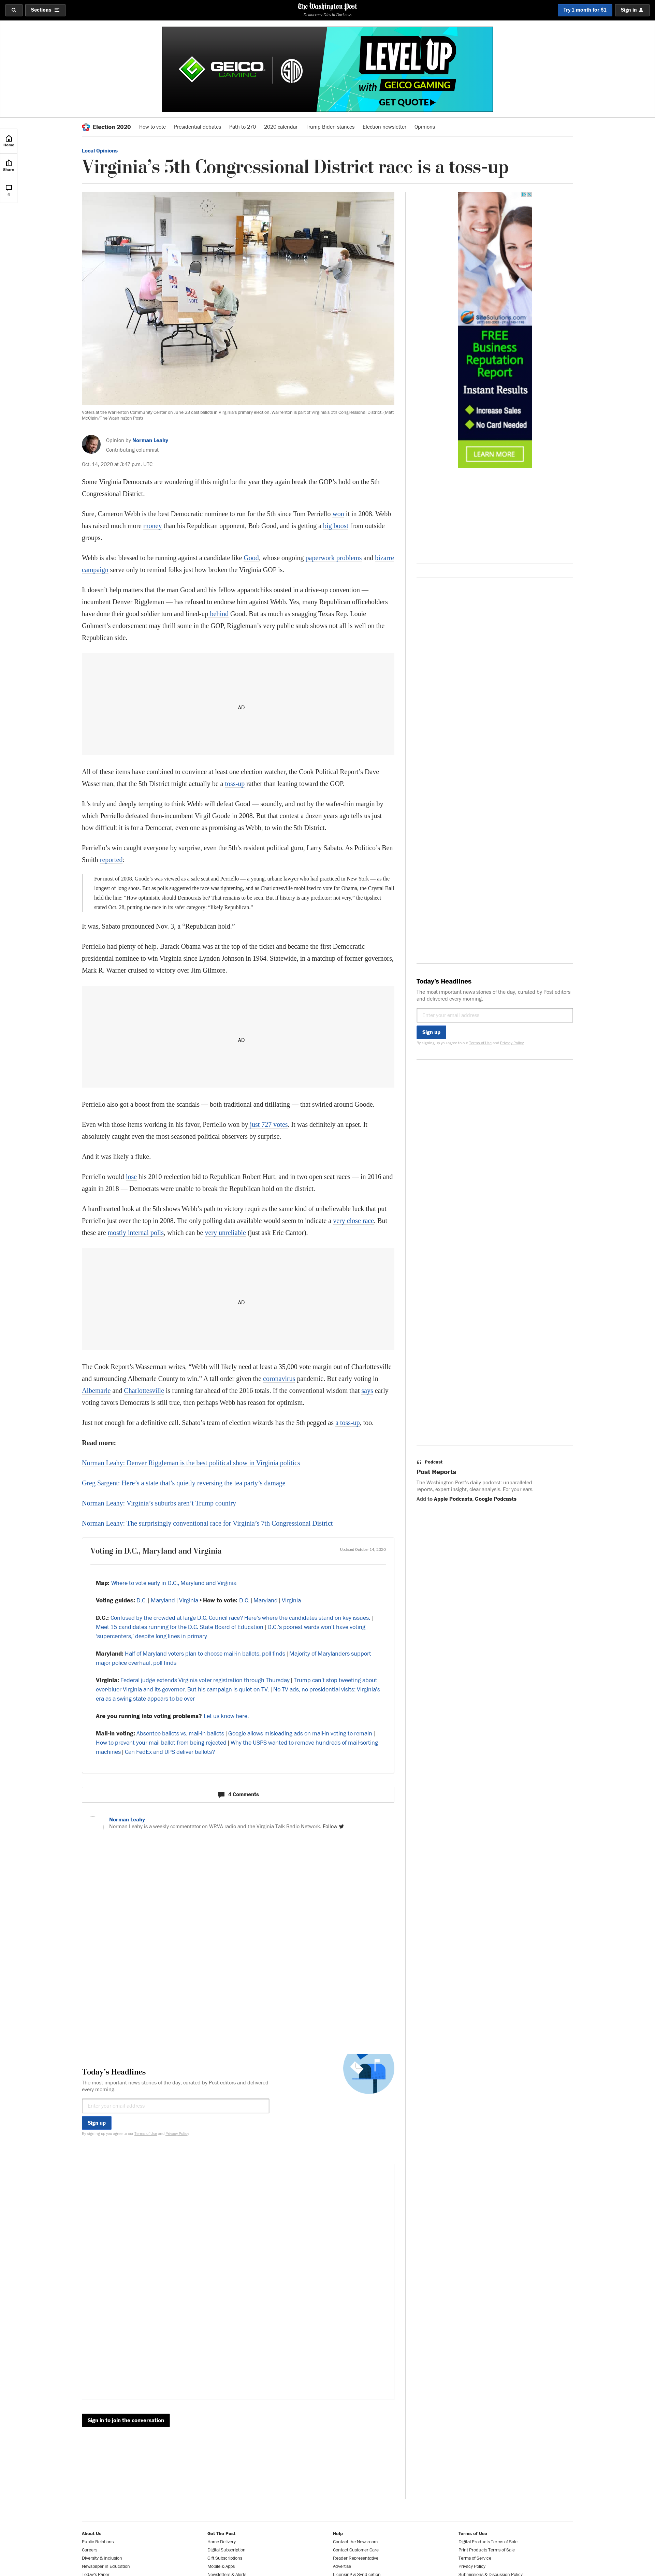 Sections
The Washington Post
Democracy Dies in Darkness
Try 1 month for $1
Sign in
GEICO
GAMING
LEVEL UP
with GEICO GAMING
GET QUOTE
Election 2020
How to vote
Presidential debates
Path to 270
2020 calendar
Trump-Biden stances
Election newsletter
Opinions
Home
Share
4
Local Opinions
Virginia's 5th Congressional District race is a toss-up
Voters at the Warrenton Community Center on June 23 cast ballots in Virginia's primary election. Warrenton is part of Virginia's 5th Congressional District. (Matt
McClain/The Washington Post)
Opinion by Norman Leahy
Contributing columnist
Oct. 14, 2020 at 3:47 p.m. UTC
Some Virginia Democrats are wondering if this might be the year they again break the GOP's hold on the 5th
Congressional District.
Sure, Cameron Webb is the best Democratic nominee to run for the 5th since Tom Perriello won it in 2008. Webb
has raised much more money than his Republican opponent, Bob Good, and is getting a big boost from outside
groups.
Webb is also blessed to be running against a candidate like Good, whose ongoing paperwork problems and bizarre
campaign serve only to remind folks just how broken the Virginia GOP is.
It doesn't help matters that the man Good and his fellow apparatchiks ousted in a drive-up convention —
incumbent Denver Riggleman — has refused to endorse him against Webb. Yes, many Republican officeholders
have done their good soldier turn and lined-up behind Good. But as much as snagging Texas Rep. Louie
Gohmert's endorsement may thrill some in the GOP, Riggleman's very public snub shows not all is well on the
Republican side.
AD
All of these items have combined to convince at least one election watcher, the Cook Political Report's Dave
Wasserman, that the 5th District might actually be a toss-up rather than leaning toward the GOP.
It's truly and deeply tempting to think Webb will defeat Good — soundly, and not by the wafer-thin margin by
which Perriello defeated then-incumbent Virgil Goode in 2008. But that contest a dozen years ago tells us just
how difficult it is for a Democrat, even one as promising as Webb, to win the 5th District.
Perriello's win caught everyone by surprise, even the 5th's resident political guru, Larry Sabato. As Politico's Ben
Smith reported:
For most of 2008, Goode's was viewed as a safe seat and Perriello — a young, urbane lawyer who had practiced in New York — as the
longest of long shots. But as polls suggested the race was tightening, and as Charlottesville mobilized to vote for Obama, the Crystal Ball
held the line: "How optimistic should Democrats be? That remains to be seen. But if history is any predictor: not very," the tipsheet
stated Oct. 28, putting the race in its safer category: "likely Republican."
It was, Sabato pronounced Nov. 3, a "Republican hold."
Perriello had plenty of help. Barack Obama was at the top of the ticket and became the first Democratic
presidential nominee to win Virginia since Lyndon Johnson in 1964. Statewide, in a matchup of former governors,
Mark R. Warner cruised to victory over Jim Gilmore.
AD
Perriello also got a boost from the scandals — both traditional and titillating — that swirled around Goode.
Even with those items working in his favor, Perriello won by just 727 votes. It was definitely an upset. It
absolutely caught even the most seasoned political observers by surprise.
And it was likely a fluke.
Perriello would lose his 2010 reelection bid to Republican Robert Hurt, and in two open seat races — in 2016 and
again in 2018 — Democrats were unable to break the Republican hold on the district.
A hardhearted look at the 5th shows Webb's path to victory requires the same kind of unbelievable luck that put
Perriello just over the top in 2008. The only polling data available would seem to indicate a very close race. But
these are mostly internal polls, which can be very unreliable (just ask Eric Cantor).
AD
The Cook Report's Wasserman writes, "Webb will likely need at least a 35,000 vote margin out of Charlottesville
and surrounding Albemarle County to win." A tall order given the coronavirus pandemic. But early voting in
Albemarle and Charlottesville is running far ahead of the 2016 totals. If the conventional wisdom that says early
voting favors Democrats is still true, then perhaps Webb has reason for optimism.
Just not enough for a definitive call. Sabato's team of election wizards has the 5th pegged as a toss-up, too.
Read more:
Norman Leahy: Denver Riggleman is the best political show in Virginia politics
Greg Sargent: Here's a state that's quietly reversing the tea party's damage
Norman Leahy: Virginia's suburbs aren't Trump country
Norman Leahy: The surprisingly conventional race for Virginia's 7th Congressional District
Voting in D.C., Maryland and Virginia
Updated October 14, 2020
Map: Where to vote early in D.C., Maryland and Virginia
Voting guides: D.C. | Maryland | Virginia • How to vote: D.C. | Maryland | Virginia
D.C.: Confused by the crowded at-large D.C. Council race? Here's where the candidates stand on key issues. |
Meet 15 candidates running for the D.C. State Board of Education | D.C.'s poorest wards won't have voting
'supercenters,' despite long lines in primary
Maryland: Half of Maryland voters plan to choose mail-in ballots, poll finds | Majority of Marylanders support
major police overhaul, poll finds
Virginia: Federal judge extends Virginia voter registration through Thursday | Trump can't stop tweeting about
ever-bluer Virginia and its governor. But his campaign is quiet on TV. | No TV ads, no presidential visits: Virginia's
era as a swing state appears to be over
Are you running into voting problems? Let us know here.
Mail-in voting: Absentee ballots vs. mail-in ballots | Google allows misleading ads on mail-in voting to remain |
How to prevent your mail ballot from being rejected | Why the USPS wanted to remove hundreds of mail-sorting
machines | Can FedEx and UPS deliver ballots?
4 Comments
Norman Leahy
Norman Leahy is a weekly commentator on WRVA radio and the Virginia Talk Radio Network. Follow
Today's Headlines
The most important news stories of the day, curated by Post editors and delivered
every morning.
Enter your email address
Sign up
By signing up you agree to our Terms of Use and Privacy Policy
Sign in to join the conversation
SiteSolutions.com
FREE
Business
Reputation
Report
Instant Results
Increase Sales
No Card Needed
LEARN MORE
Today's Headlines
The most important news stories of the day, curated by Post editors
and delivered every morning.
Enter your email address
Sign up
By signing up you agree to our Terms of Use and Privacy Policy
Podcast
Post Reports
The Washington Post's daily podcast: unparalleled
reports, expert insight, clear analysis. For your ears.
Add to Apple Podcasts, Google Podcasts
About Us
Public Relations
Careers
Diversity & Inclusion
Newspaper in Education
Today's Paper
Get The Post
Home Delivery
Digital Subscription
Gift Subscriptions
Mobile & Apps
Newsletters & Alerts
Help
Contact the Newsroom
Contact Customer Care
Reader Representative
Advertise
Licensing & Syndication
Terms of Use
Digital Products Terms of Sale
Print Products Terms of Sale
Terms of Service
Privacy Policy
Submissions & Discussion Policy